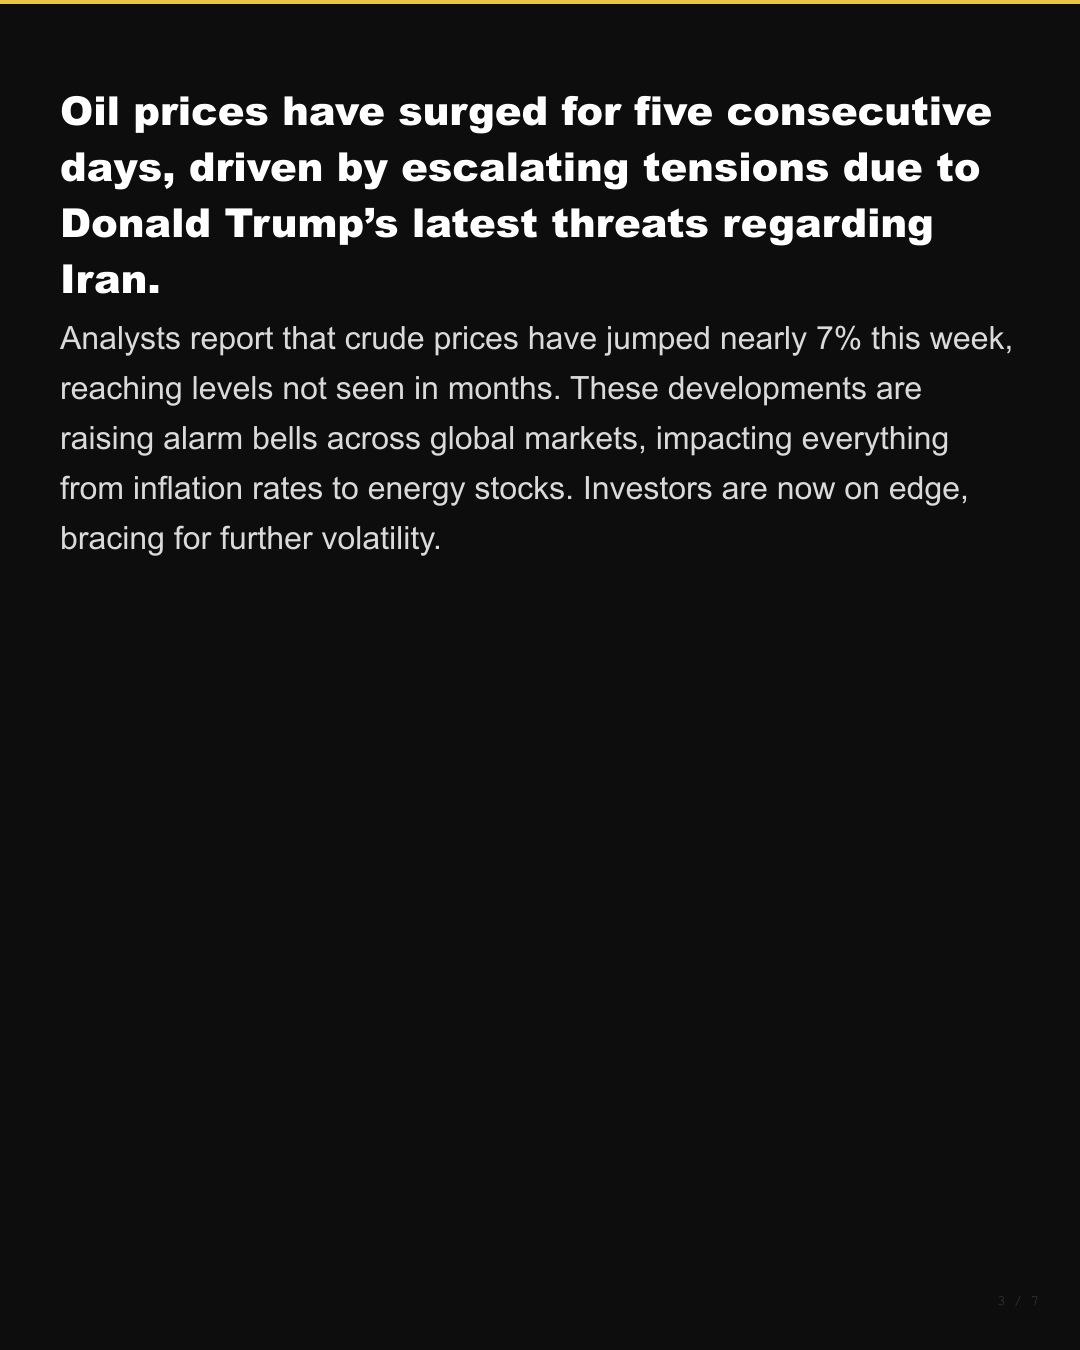 Oil prices have surged for five consecutive
days, driven by escalating tensions due to
Donald Trump’s latest threats regarding
Iran.
Analysts report that crude prices have jumped nearly 7% this week,
reaching levels not seen in months. These developments are
raising alarm bells across global markets, impacting everything
from inflation rates to energy stocks. Investors are now on edge,
bracing for further volatility.
3 / 7